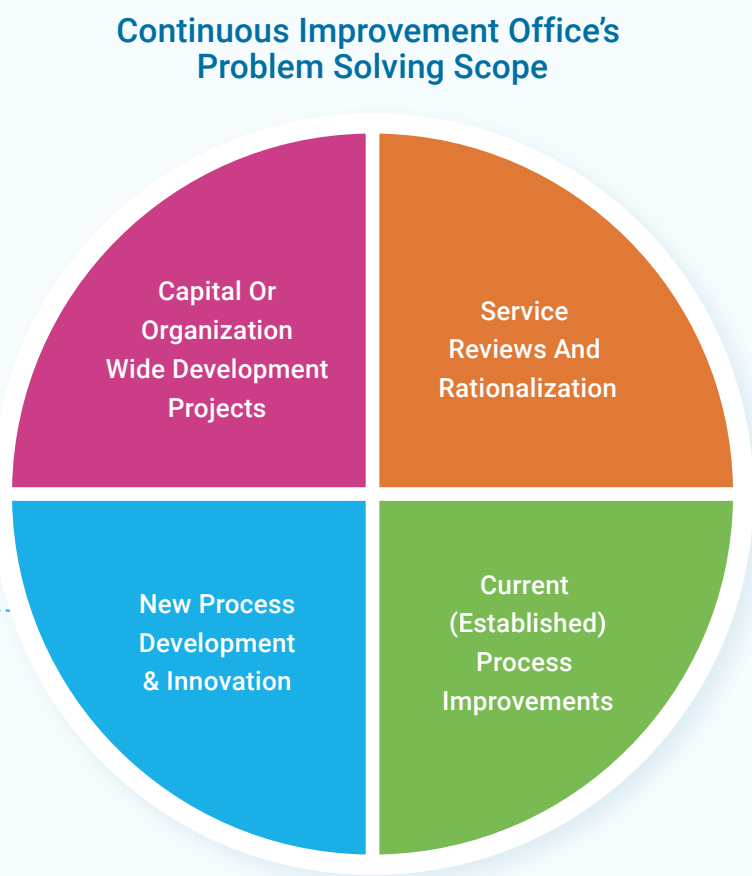 Continuous Improvement Office's
Problem Solving Scope
Capital Or
Organization
Wide Development
Projects
Service
Reviews And
Rationalization
New Process
Development
& Innovation
Current
(Established)
Process
Improvements